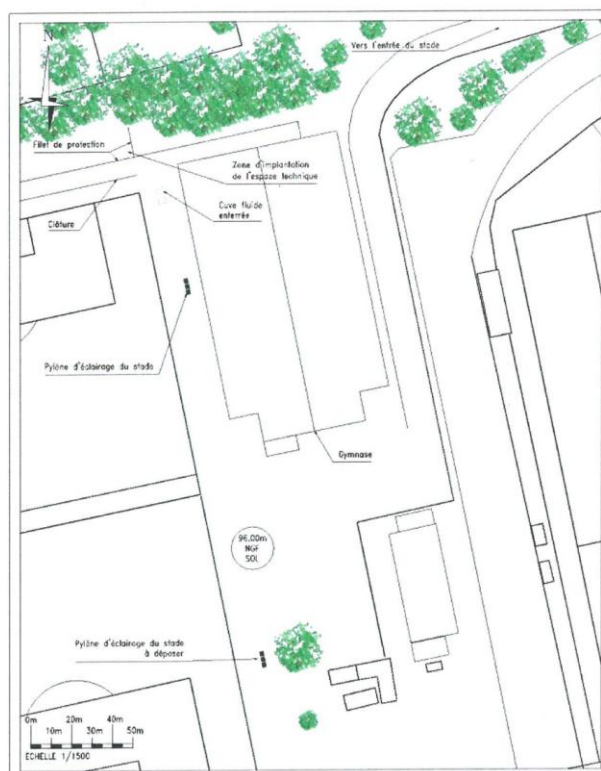 Vers l'entrée du stade
N
Fillet de protection
Zone d'implantation
de l'espace technique
Cuve fluide
enterrée
Clôture
Pylône d'éclairage du stade
Gymnase
96.00m
NGF
SOL
Pylône d'éclairage du stade
à déposer
0m 20m 40m
10m 30m 50m
ECHELLE 1/1500